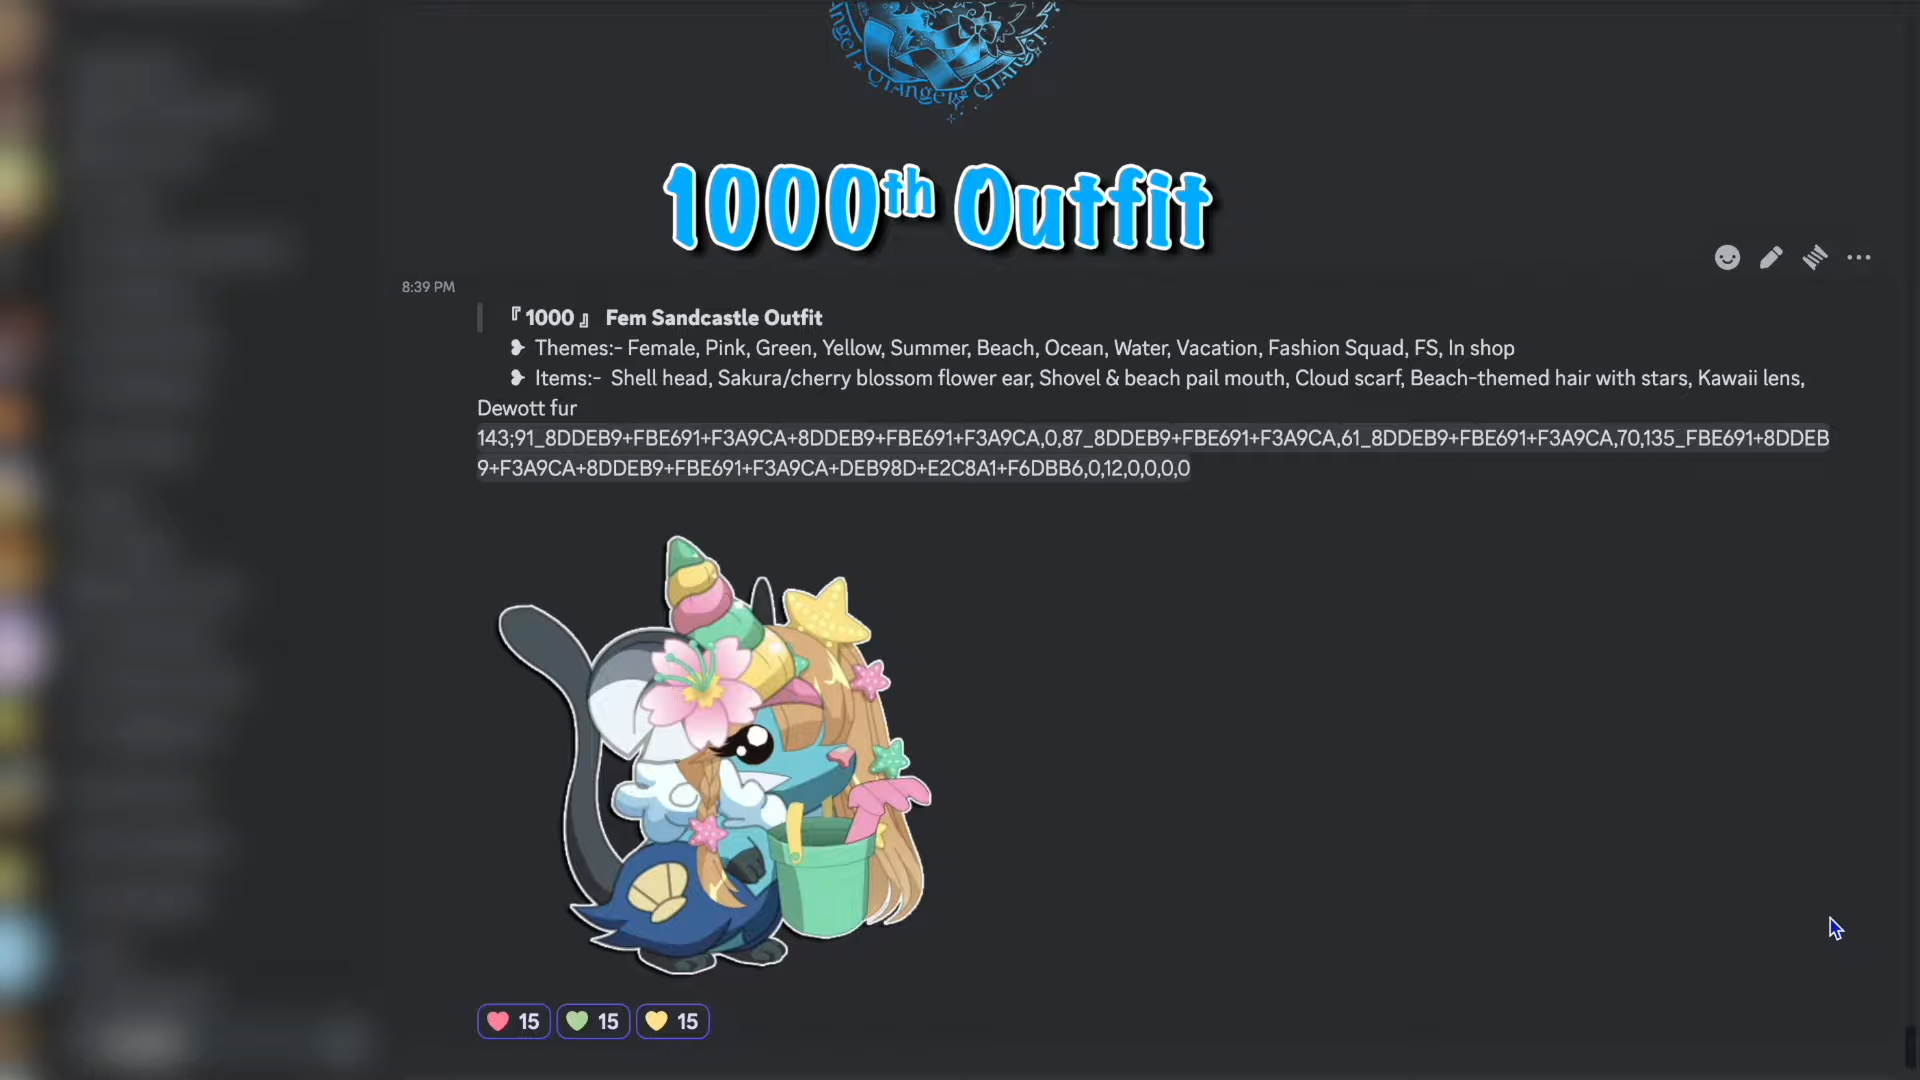 Angel ⋆ QTAngel ⋆ QTAngel
1000th Outfit
8:39 PM
『 1000 』 Fem Sandcastle Outfit
❥ Themes:- Female, Pink, Green, Yellow, Summer, Beach, Ocean, Water, Vacation, Fashion Squad, FS, In shop
❥ Items:- Shell head, Sakura/cherry blossom flower ear, Shovel & beach pail mouth, Cloud scarf, Beach-themed hair with stars, Kawaii lens,
Dewott fur
143;91_8DDEB9+FBE691+F3A9CA+8DDEB9+FBE691+F3A9CA,0,87_8DDEB9+FBE691+F3A9CA,61_8DDEB9+FBE691+F3A9CA,70,135_FBE691+8DDEB
9+F3A9CA+8DDEB9+FBE691+F3A9CA+DEB98D+E2C8A1+F6DBB6,0,12,0,0,0,0
15 15 15